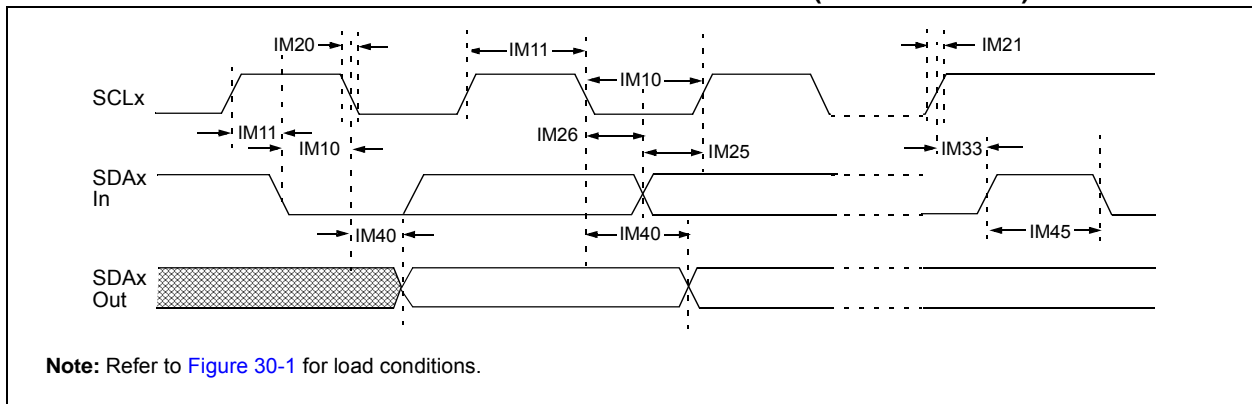 IM20
IM11
IM21
IM10
SCLx
IM11
IM10
IM26
IM25
IM33
SDAx
In
IM40
IM40
IM45
SDAx
Out
Note: Refer to Figure 30-1 for load conditions.